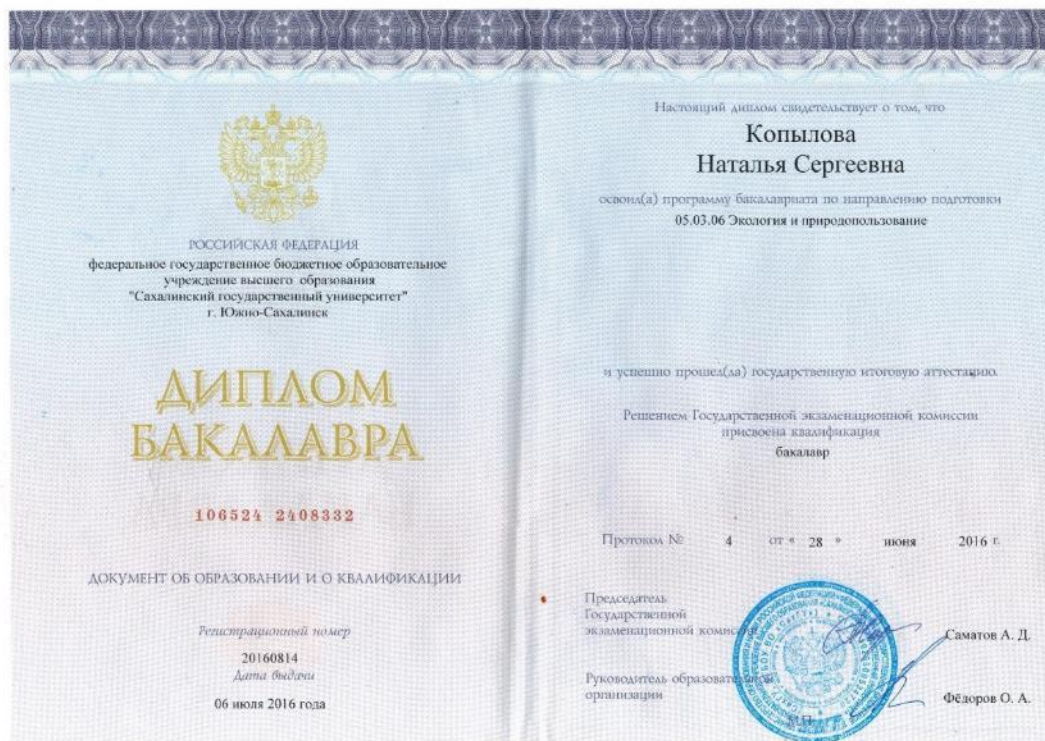 РОССИЙСКАЯ ФЕДЕРАЦИЯ
федеральное государственное бюджетное образовательное
учреждение высшего образования
"Сахалинский государственный университет"
г. Южно-Сахалинск
ДИПЛОМ
БАКАЛАВРА
106524 2408332
ДОКУМЕНТ ОБ ОБРАЗОВАНИИ И О КВАЛИФИКАЦИИ
Регистрационный номер
20160814
Дата выдачи
06 июля 2016 года
Настоящий диплом свидетельствует о том, что
Копылова
Наталья Сергеевна
освоил(а) программу бакалавриата по направлению подготовки
05.03.06 Экология и природопользование
и успешно прошел(ла) государственную итоговую аттестацию.
Решением Государственной экзаменационной комиссии
присвоена квалификация
бакалавр
Протокол № 4 от « 28 » июня 2016 г.
Председатель
Государственной
экзаменационной комиссии
Саматов А. Д.
Руководитель образовательной
организации
Фёдоров О. А.
М.П.